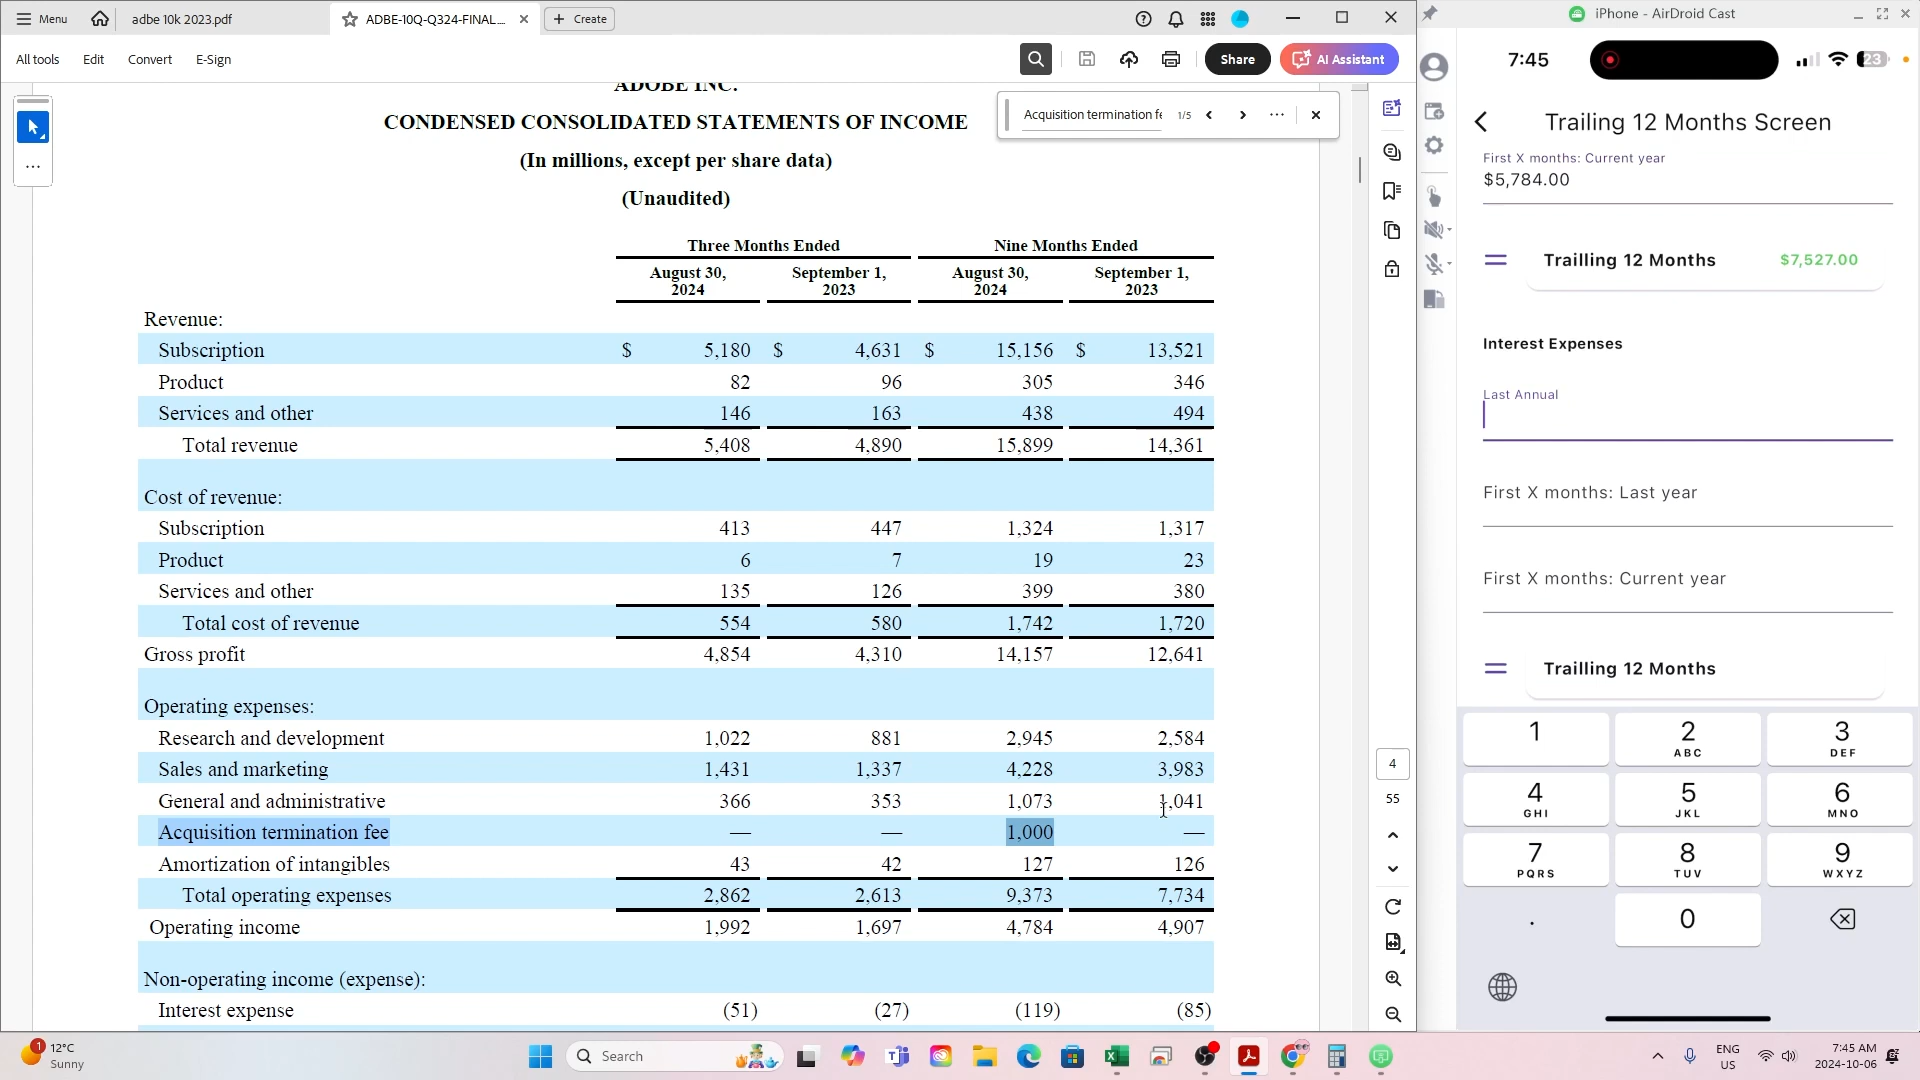 Menu
adbe 10k 2023.pdf
ADBE-10Q-Q324-FINAL....
Create
iPhone - AirDroid Cast
All tools
Edit
Convert
E-Sign
Share
AI Assistant
ADOBE INC.
CONDENSED CONSOLIDATED STATEMENTS OF INCOME
(In millions, except per share data)
(Unaudited)
Acquisition termination fe
1/5
Three Months Ended Nine Months Ended
August 30, 2024 September 1, 2023 August 30, 2024 September 1, 2023
Revenue:
Subscription $ 5,180 $ 4,631 $ 15,156 $ 13,521
Product 82 96 305 346
Services and other 146 163 438 494
Total revenue 5,408 4,890 15,899 14,361
Cost of revenue:
Subscription 413 447 1,324 1,317
Product 6 7 19 23
Services and other 135 126 399 380
Total cost of revenue 554 580 1,742 1,720
Gross profit 4,854 4,310 14,157 12,641
Operating expenses:
Research and development 1,022 881 2,945 2,584
Sales and marketing 1,431 1,337 4,228 3,983
General and administrative 366 353 1,073 1,041
Acquisition termination fee — — 1,000 —
Amortization of intangibles 43 42 127 126
Total operating expenses 2,862 2,613 9,373 7,734
Operating income 1,992 1,697 4,784 4,907
Non-operating income (expense):
Interest expense (51) (27) (119) (85)
4
55
7:45
23
Trailing 12 Months Screen
First X months: Current year
$5,784.00
Trailling 12 Months $7,527.00
Interest Expenses
Last Annual
First X months: Last year
First X months: Current year
Trailling 12 Months
1
2
ABC
3
DEF
4
GHI
5
JKL
6
MNO
7
PQRS
8
TUV
9
WXYZ
.
0
1
12°C
Sunny
Search
ENG
US
7:45 AM
2024-10-06